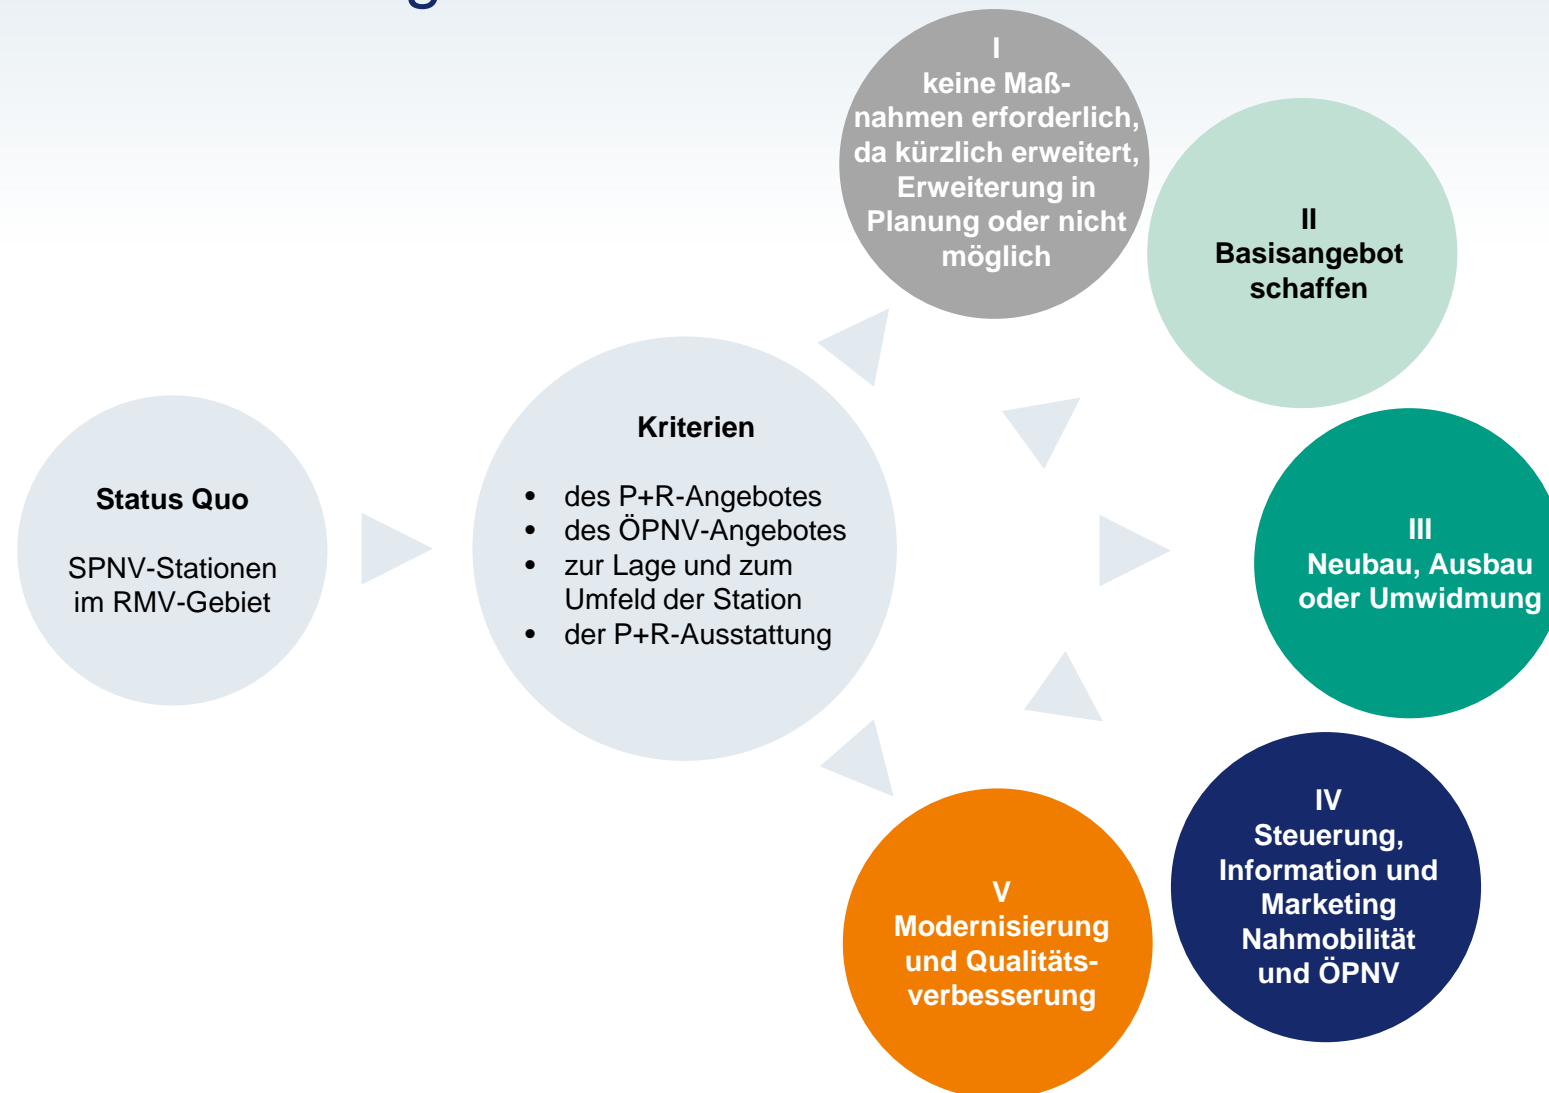 Status Quo
SPNV-Stationen
im RMV-Gebiet
Kriterien
• des P+R-Angebotes
• des ÖPNV-Angebotes
• zur Lage und zum
Umfeld der Station
• der P+R-Ausstattung
I
keine Maß-
nahmen erforderlich,
da kürzlich erweitert,
Erweiterung in
Planung oder nicht
möglich
II
Basisangebot
schaffen
III
Neubau, Ausbau
oder Umwidmung
IV
Steuerung,
Information und
Marketing
Nahmobilität
und ÖPNV
V
Modernisierung
und Qualitäts-
verbesserung